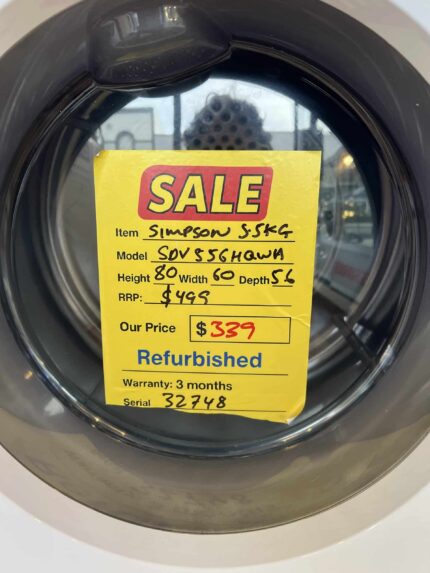 SALE
Item SIMPSON 5.5KG
Model SDV556HQWA
Height 80 Width 60 Depth 56
RRP: $499
Our Price $339
Refurbished
Warranty: 3 months
Serial 32748